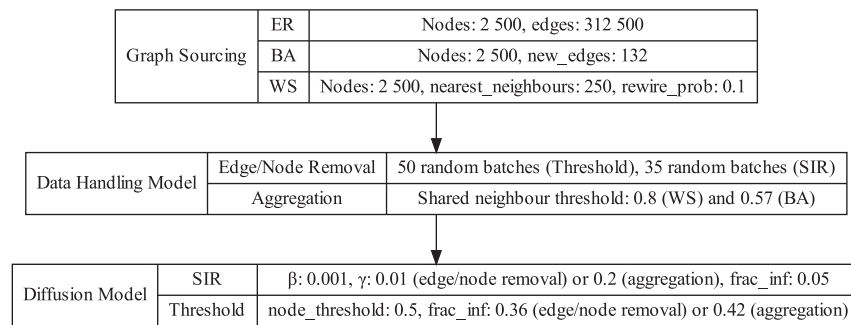 Graph Sourcing
ER
Nodes: 2 500, edges: 312 500
BA
Nodes: 2 500, new_edges: 132
WS
Nodes: 2 500, nearest_neighbours: 250, rewire_prob: 0.1
Data Handling Model
Edge/Node Removal
50 random batches (Threshold), 35 random batches (SIR)
Aggregation
Shared neighbour threshold: 0.8 (WS) and 0.57 (BA)
Diffusion Model
SIR
β: 0.001, γ: 0.01 (edge/node removal) or 0.2 (aggregation), frac_inf: 0.05
Threshold
node_threshold: 0.5, frac_inf: 0.36 (edge/node removal) or 0.42 (aggregation)